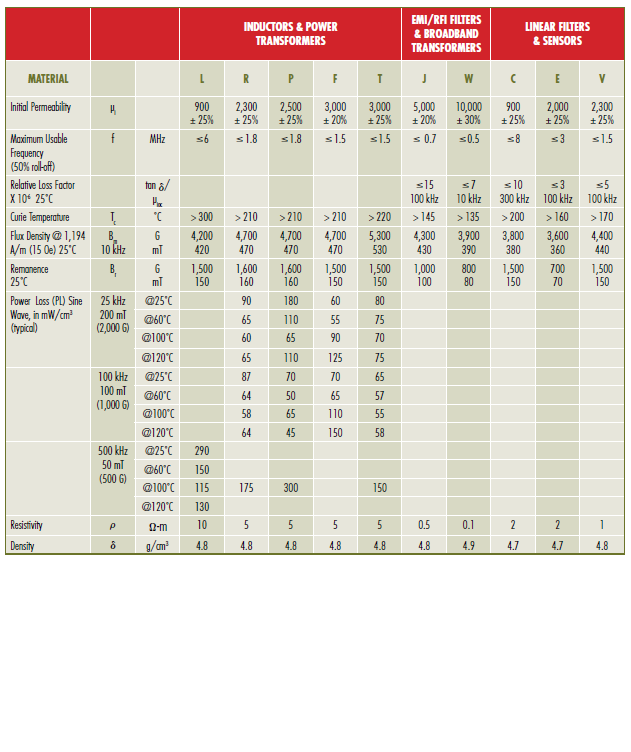 INDUCTORS & POWER TRANSFORMERS EMI/RFI FILTERS & BROADBAND TRANSFORMERS LINEAR FILTERS & SENSORS
MATERIAL L R P F T J W C E V
Initial Permeability μi 900 2,300 2,500 3,000 3,000 5,000 10,000 900 2,000 2,300
± 25% ± 25% ± 25% ± 20% ± 25% ± 20% ± 30% ± 25% ± 25% ± 25%
Maximum Usable f MHz ≤6 ≤ 1.8 ≤1.8 ≤ 1.5 ≤1.5 ≤ 0.7 ≤0.5 ≤8 ≤ 3 ≤1.5
Frequency
(50% roll-off)
Relative Loss Factor tan δ/ ≤15 ≤ 7 ≤ 10 ≤ 3 ≤5
X 10⁻⁶ 25°C 100 kHz 10 kHz 300 kHz 100 kHz 100 kHz
Curie Temperature Tc °C > 300 > 210 > 210 > 210 > 220 > 145 > 135 > 200 > 160 > 170
Flux Density @ 1,194 Bm G 4,200 4,700 4,700 4,700 5,300 4,300 3,900 3,800 3,600 4,400
A/m (15 Oe) 25°C 10 kHz mT 420 470 470 470 530 430 390 380 360 440
Remanence Br G 1,500 1,600 1,600 1,500 1,500 1,000 800 1,500 700 1,500
25°C mT 150 160 160 150 150 100 80 150 70 150
Power Loss (PL) Sine 25 kHz @25°C 90 180 60 80
Wave, in mW/cm³ 200 mT @60°C 65 110 55 75
(typical) (2,000 G) @100°C 60 65 90 70
@120°C 65 110 125 75
100 kHz @25°C 87 70 70 65
100 mT @60°C 64 50 65 57
(1,000 G) @100°C 58 65 110 55
@120°C 64 45 150 58
500 kHz @25°C 290
50 mT @60°C 150
(500 G) @100°C 115 175 300 150
@120°C 130
Resistivity ρ Ω-m 10 5 5 5 5 0.5 0.1 2 2 1
Density δ g/cm³ 4.8 4.8 4.8 4.8 4.8 4.8 4.9 4.7 4.7 4.8